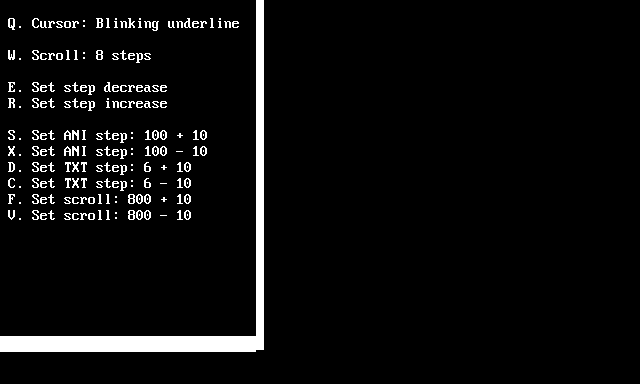 Q. Cursor: Blinking underline
W. Scroll: 8 steps
E. Set step decrease
R. Set step increase
S. Set ANI step: 100 + 10
X. Set ANI step: 100 - 10
D. Set TXT step: 6 + 10
C. Set TXT step: 6 - 10
F. Set scroll: 800 + 10
V. Set scroll: 800 - 10